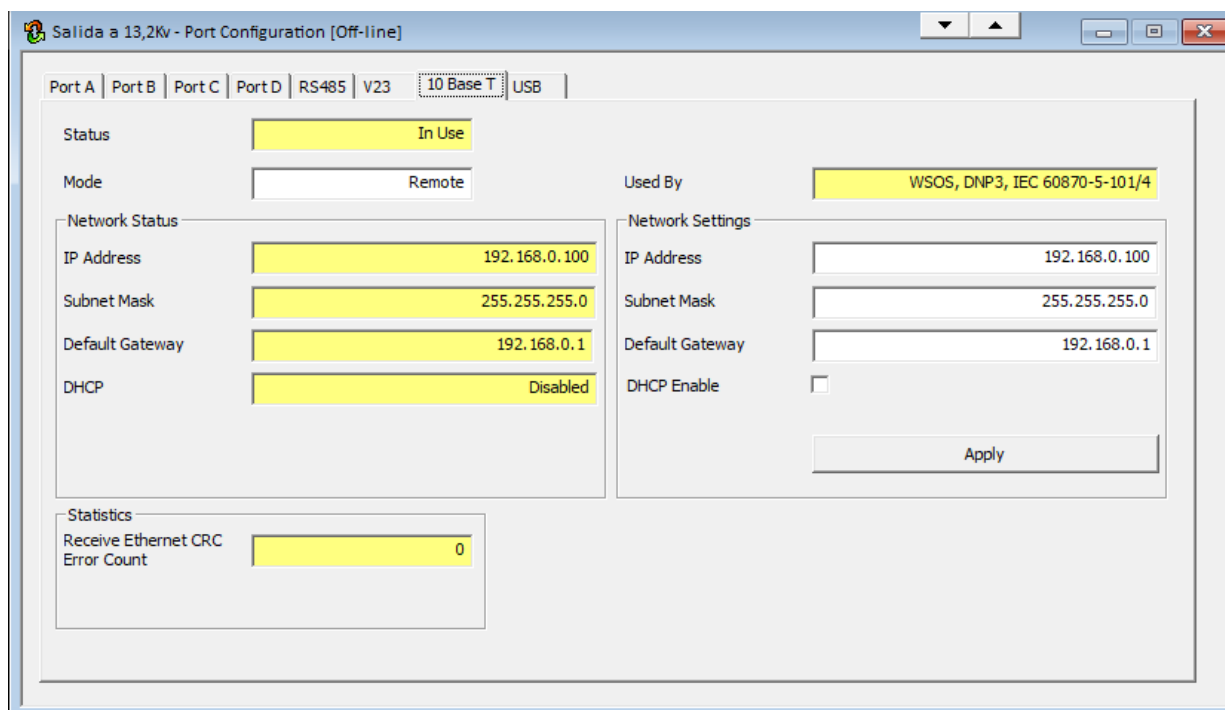 Salida a 13,2Kv - Port Configuration [Off-line]
Port A Port B Port C Port D RS485 V23 10 Base T USB
Status In Use
Mode Remote Used By WSOS, DNP3, IEC 60870-5-101/4
Network Status Network Settings
IP Address 192.168.0.100 IP Address 192.168.0.100
Subnet Mask 255.255.255.0 Subnet Mask 255.255.255.0
Default Gateway 192.168.0.1 Default Gateway 192.168.0.1
DHCP Disabled DHCP Enable
Apply
Statistics
Receive Ethernet CRC
Error Count 0